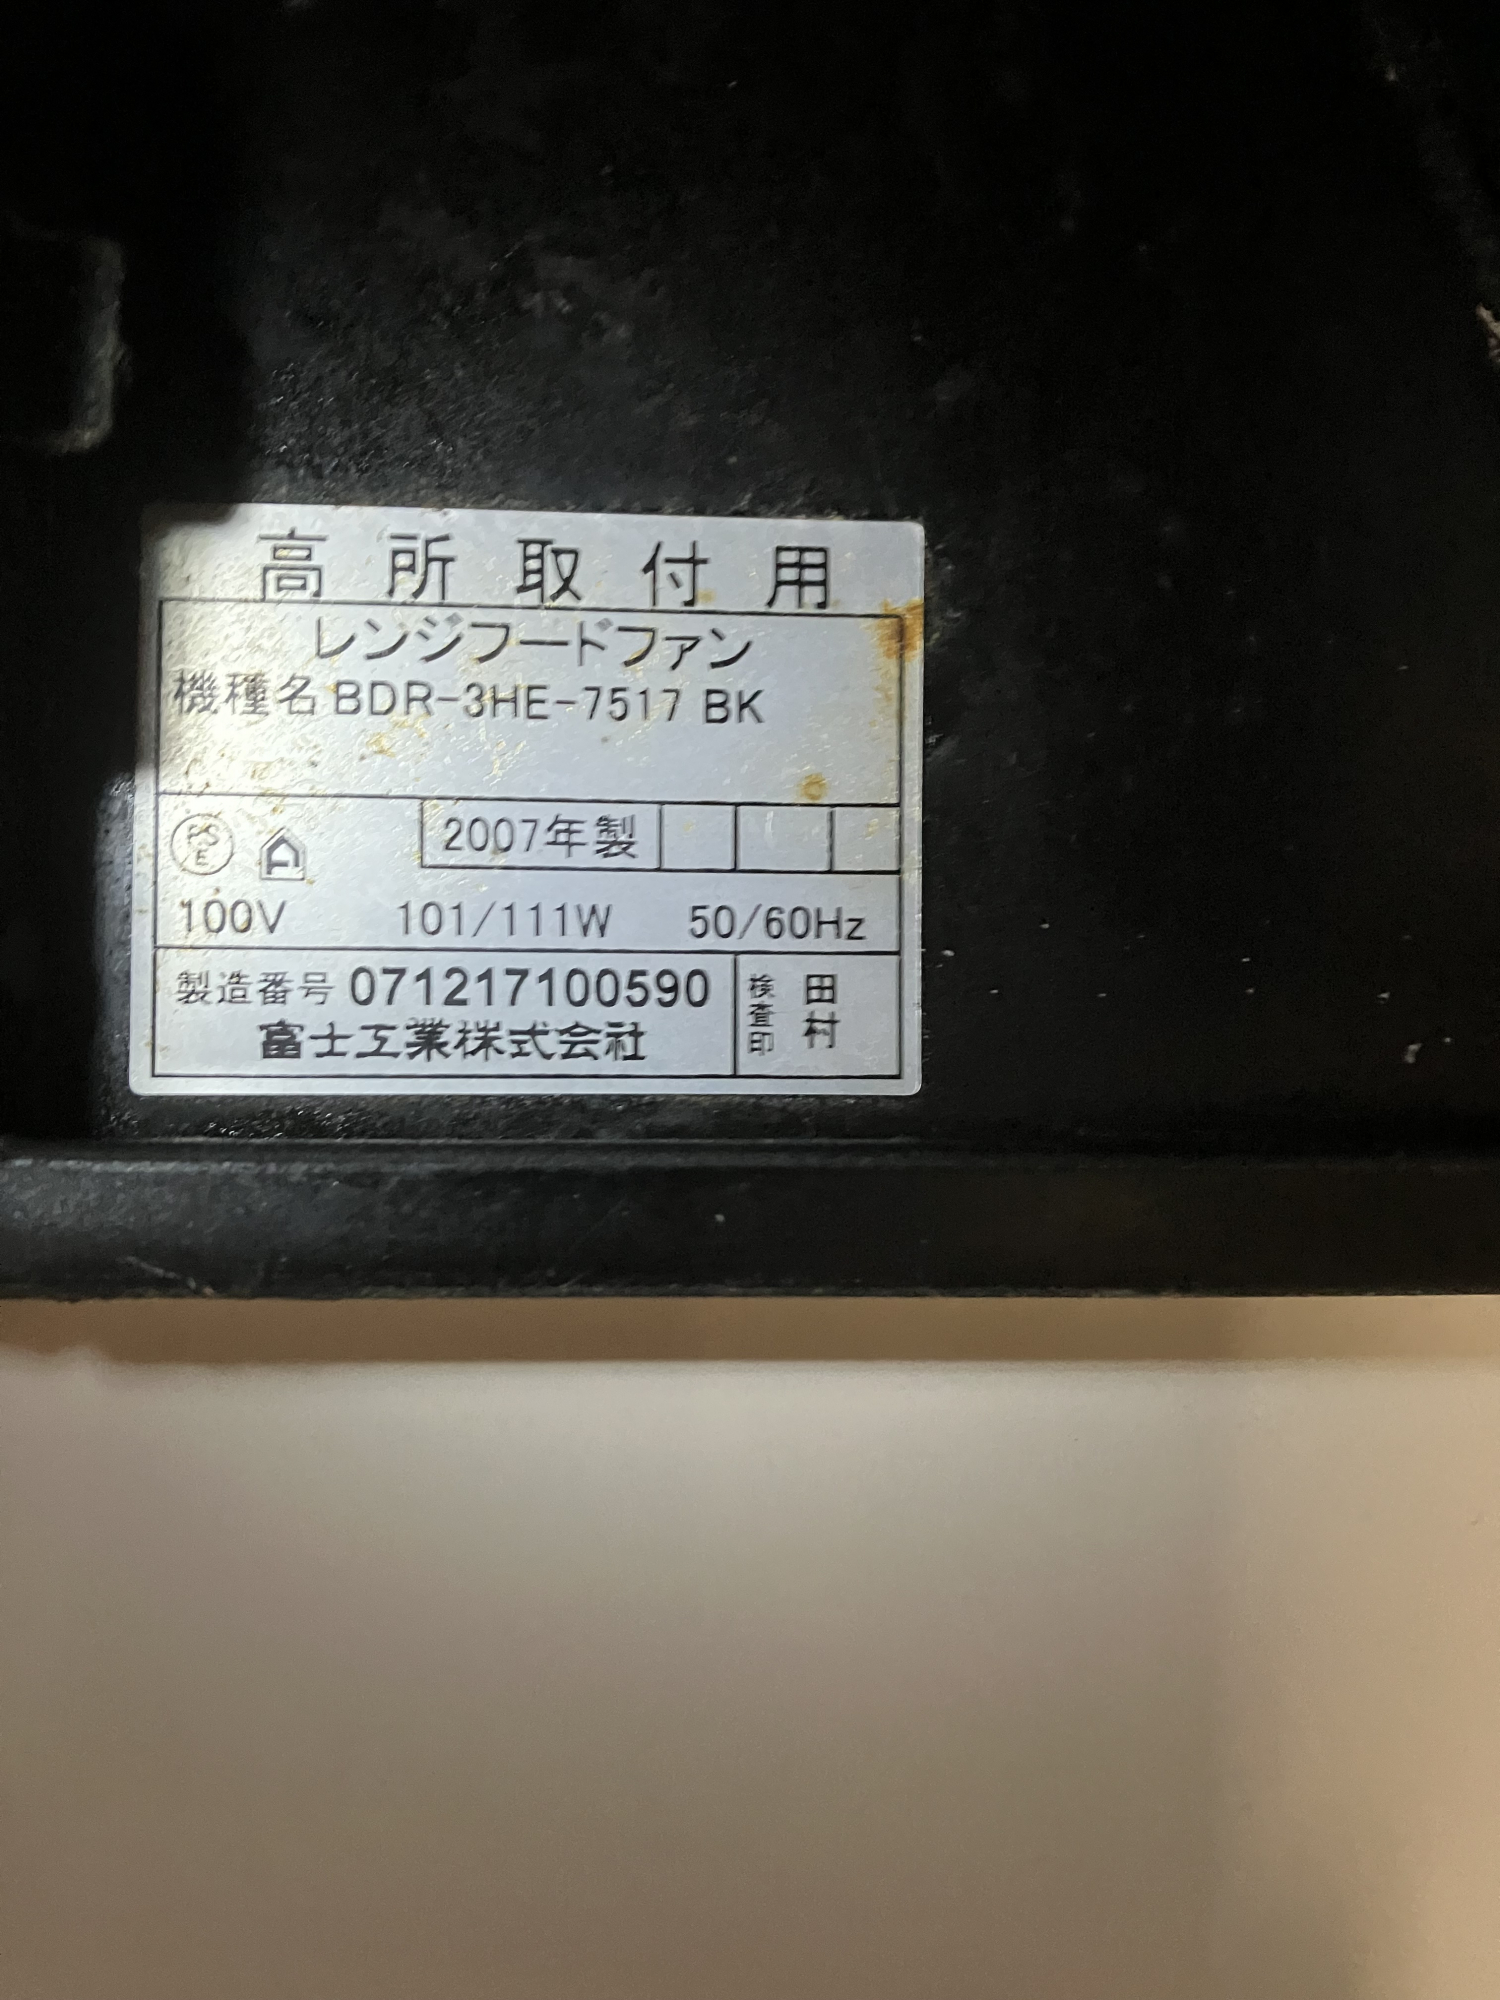 高所取付用
レンジフードファン
機種名 BDR-3HE-7517 BK
PS
E
2007年製
100V 101/111W 50/60Hz
製造番号 071217100590
富士工業株式会社
検査印
田村